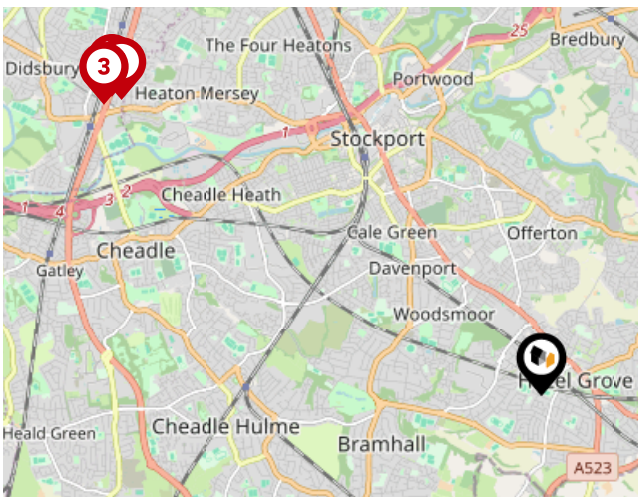 25
Bredbury
The Four Heatons
Didsbury
3
Portwood
Heaton Mersey
1
Stockport
3
2
Cheadle Heath
1
4
Cale Green
Offerton
Cheadle
Gatley
Davenport
Woodsmoor
Hazel Grove
Cheadle Hulme
Heald Green
Bramhall
A523